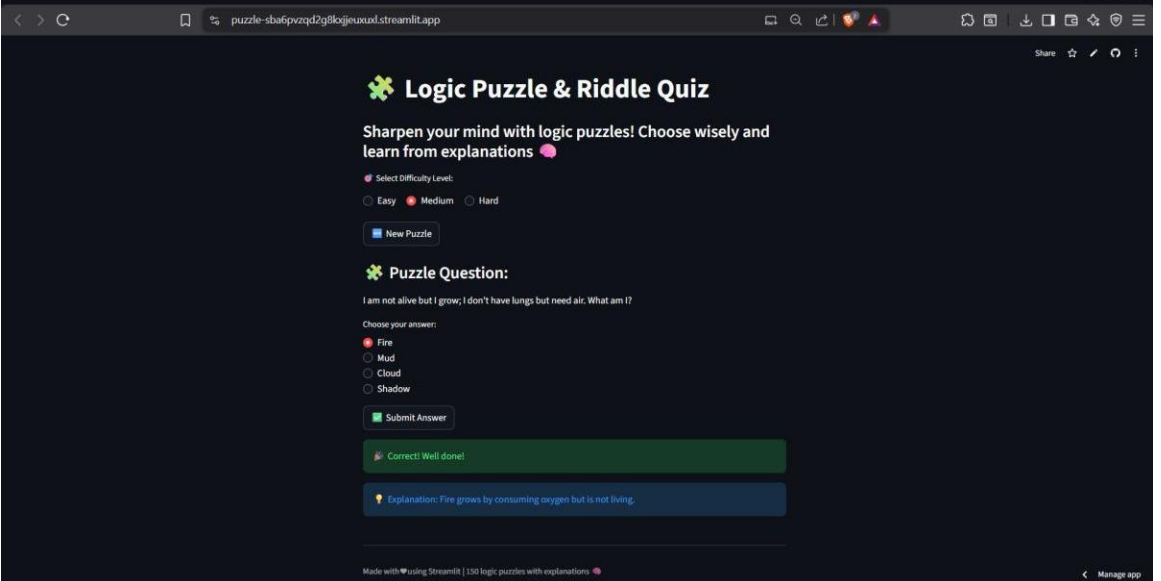 puzzle-sba6pvzqd2g8kxjjeuxuxl.streamlit.app
Share
Logic Puzzle & Riddle Quiz
Sharpen your mind with logic puzzles! Choose wisely and
learn from explanations
Select Difficulty Level:
Easy Medium Hard
New Puzzle
Puzzle Question:
I am not alive but I grow; I don't have lungs but need air. What am I?
Choose your answer:
Fire
Mud
Cloud
Shadow
Submit Answer
Correct! Well done!
Explanation: Fire grows by consuming oxygen but is not living.
Made with using Streamlit | 150 logic puzzles with explanations
Manage app